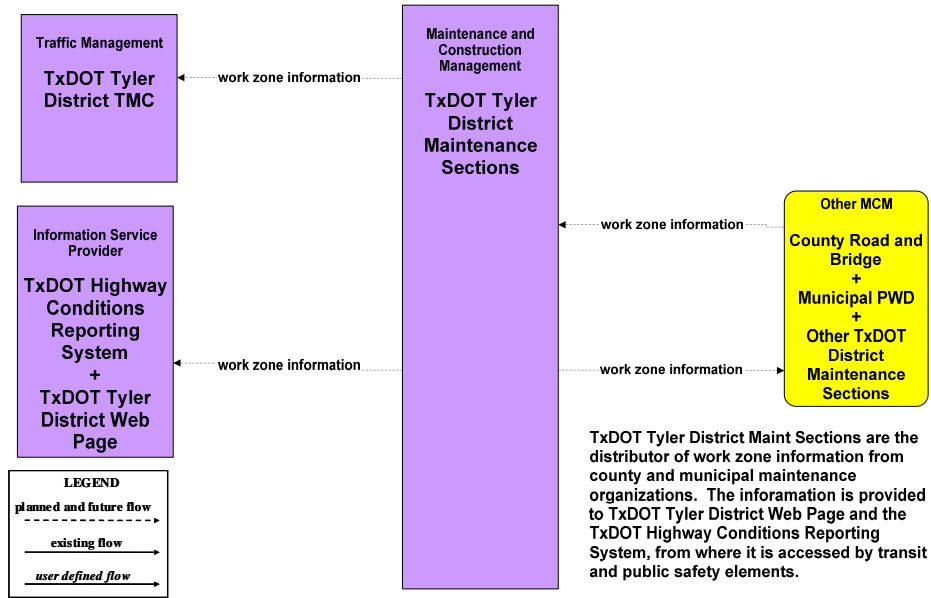 Traffic Management
TxDOT Tyler
District TMC
work zone information
Maintenance and
Construction
Management
TxDOT Tyler
District
Maintenance
Sections
Information Service
Provider
TxDOT Highway
Conditions
Reporting
System
+
TxDOT Tyler
District Web
Page
work zone information
work zone information
work zone information
Other MCM
County Road and
Bridge
+
Municipal PWD
+
Other TxDOT
District
Maintenance
Sections
TxDOT Tyler District Maint Sections are the
distributor of work zone information from
county and municipal maintenance
organizations. The inforamation is provided
to TxDOT Tyler District Web Page and the
TxDOT Highway Conditions Reporting
System, from where it is accessed by transit
and public safety elements.
LEGEND
planned and future flow
existing flow
user defined flow